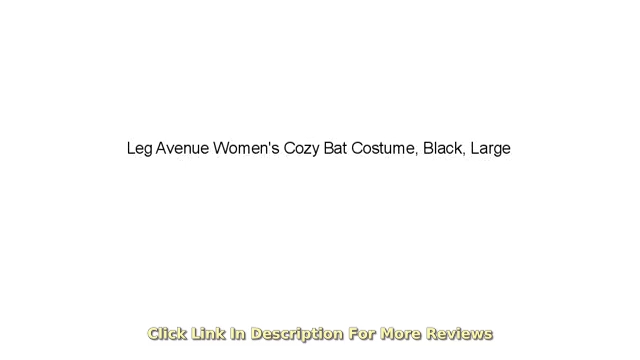 Leg Avenue Women's Cozy Bat Costume, Black, Large
Click Link In Description For More Reviews